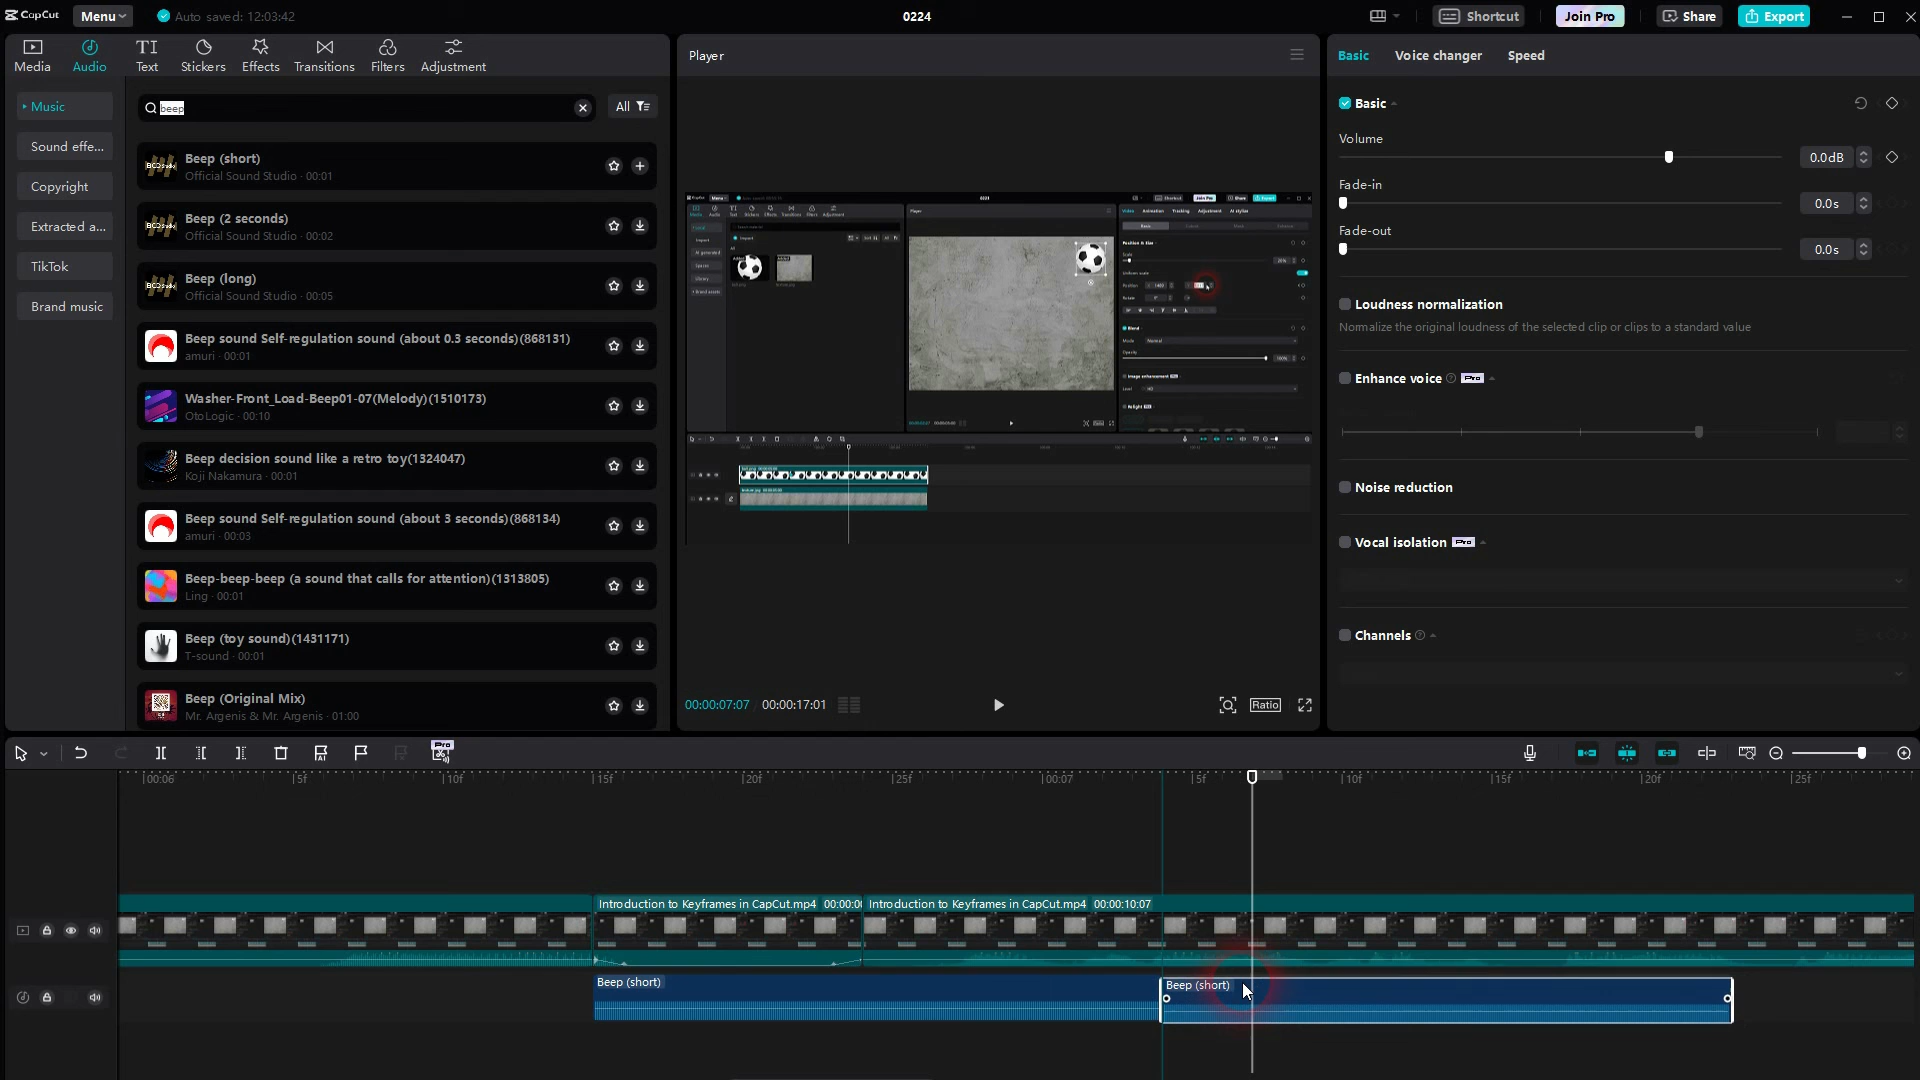 CapCut
Menu
Auto saved: 12:03:42
0224
Shortcut
Join Pro
Share
Export
Media
Audio
Text
Stickers
Effects
Transitions
Filters
Adjustment
Player
Basic
Voice changer
Speed
Music
Sound effe...
Copyright
Extracted a...
TikTok
Brand music
beep
All
Beep (short)
Official Sound Studio · 00:01
Beep (2 seconds)
Official Sound Studio · 00:02
Beep (long)
Official Sound Studio · 00:05
Beep sound Self-regulation sound (about 0.3 seconds)(868131)
amuri · 00:01
Washer-Front_Load-Beep01-07(Melody)(1510173)
OtoLogic · 00:10
Beep decision sound like a retro toy(1324047)
Koji Nakamura · 00:01
Beep sound Self-regulation sound (about 3 seconds)(868134)
amuri · 00:03
Beep-beep-beep (a sound that calls for attention)(1313805)
Ling · 00:01
Beep (toy sound)(1431171)
T-sound · 00:01
Beep (Original Mix)
Mr. Argenis & Mr. Argenis · 01:00
Basic
Volume
0.0dB
Fade-in
0.0s
Fade-out
0.0s
Loudness normalization
Normalize the original loudness of the selected clip or clips to a standard value
Enhance voice
Pro
Noise reduction
Vocal isolation
Pro
Channels
00:00:07:07
00:00:17:01
Ratio
Pro
00:06
5f
10f
15f
20f
25f
00:07
5f
10f
15f
20f
25f
Introduction to Keyframes in CapCut.mp4 00:00:0
Introduction to Keyframes in CapCut.mp4 00:00:10:07
Beep (short)
Beep (short)